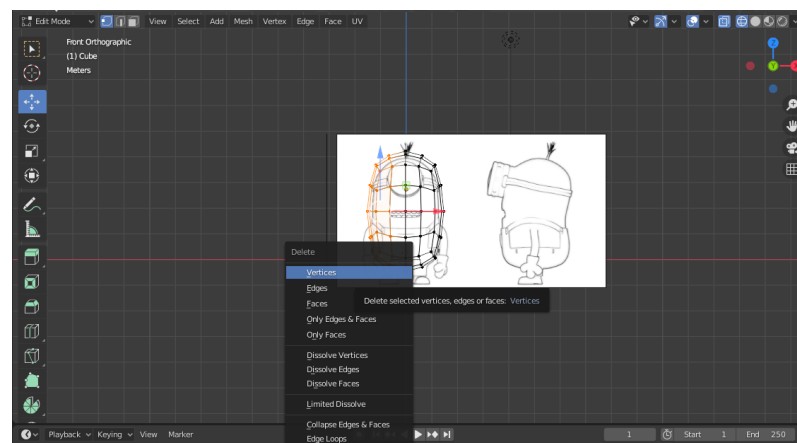 Edit Mode View Select Add Mesh Vertex Edge Face UV
Front Orthographic
(1) Cube
Meters
Z
Y
Delete
Vertices
Edges
Faces
Delete selected vertices, edges or faces: Vertices
Only Edges & Faces
Only Faces
Dissolve Vertices
Dissolve Edges
Dissolve Faces
Limited Dissolve
Collapse Edges & Faces
Edge Loops
Playback Keying View Marker 1 Start 1 End 250